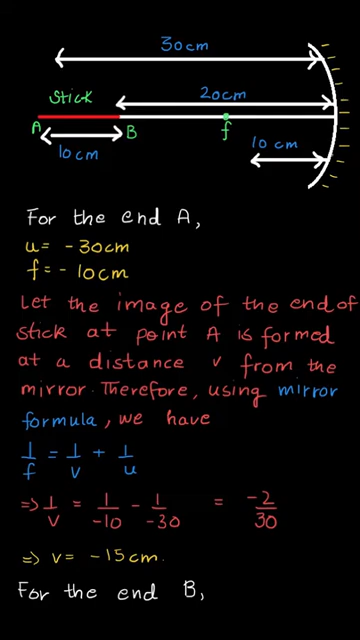 30cm
Stick
20cm
A
B
f
10cm
10cm
For the end A,
u = -30cm
f = -10cm
Let the image of the end of
stick at point A is formed
at a distance v from the
mirror. Therefore, using mirror
formula, we have
1/f = 1/v + 1/u
⇒ 1/v = 1/-10 - 1/-30 = -2/30
⇒ v = -15cm.
For the end B,